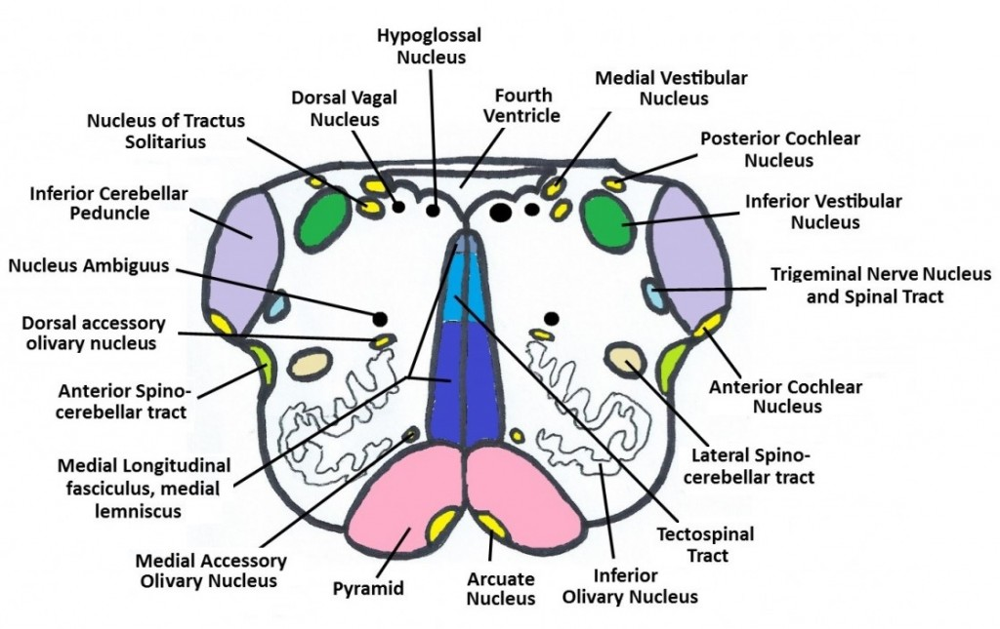 Hypoglossal
Nucleus
Dorsal Vagal
Nucleus
Fourth
Ventricle
Medial Vestibular
Nucleus
Nucleus of Tractus
Solitarius
Posterior Cochlear
Nucleus
Inferior Cerebellar
Peduncle
Inferior Vestibular
Nucleus
Nucleus Ambiguus
Trigeminal Nerve Nucleus
and Spinal Tract
Dorsal accessory
olivary nucleus
Anterior Spino-
cerebellar tract
Anterior Cochlear
Nucleus
Medial Longitudinal
fasciculus, medial
lemniscus
Lateral Spino-
cerebellar tract
Medial Accessory
Olivary Nucleus
Pyramid
Arcuate
Nucleus
Inferior
Olivary Nucleus
Tectospinal
Tract